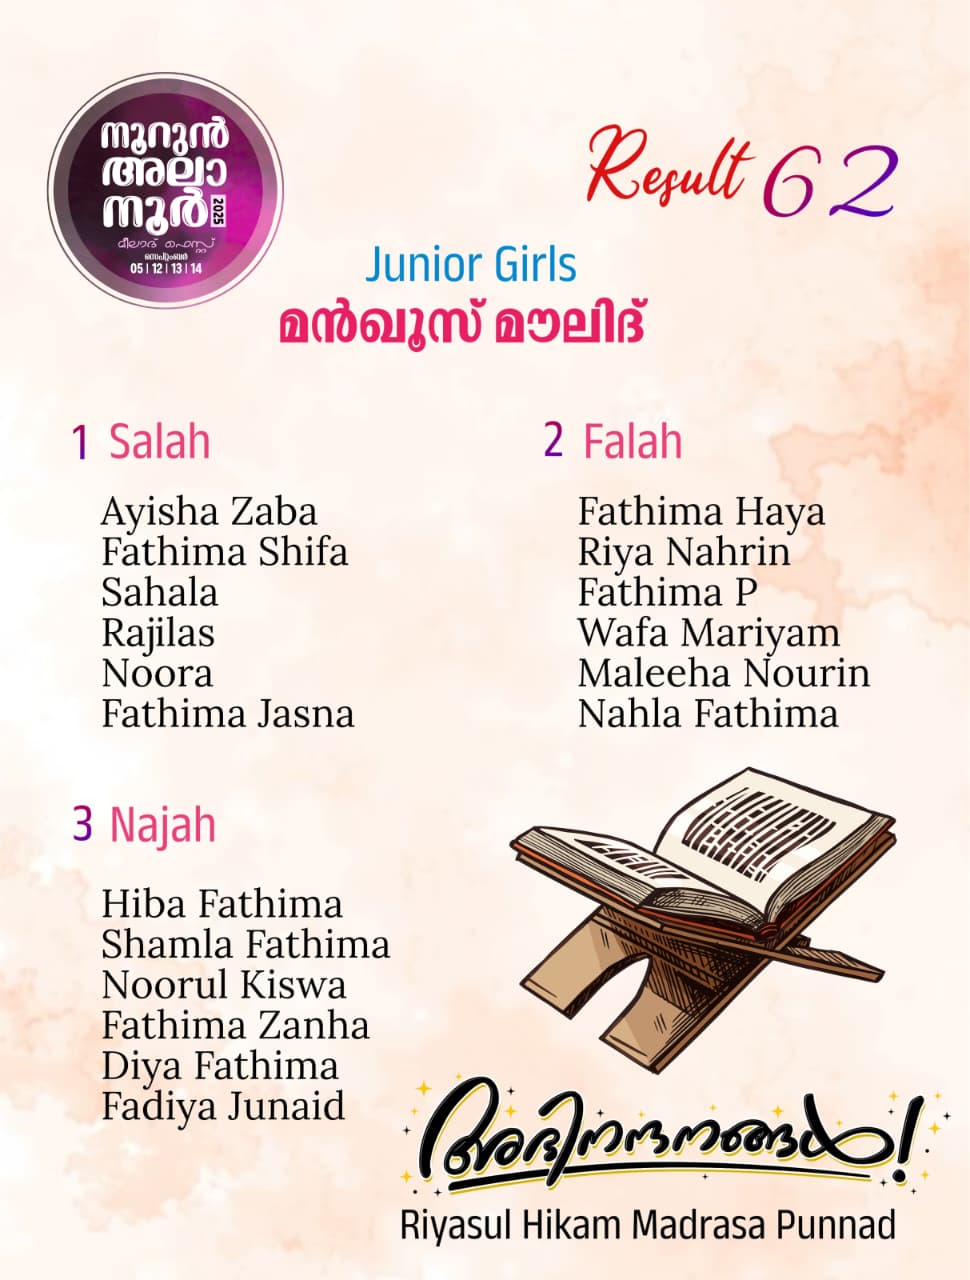 നൂറുൻ
അലാ
നൂർ 2025
മീലാദ് ഫെസ്റ്റ്
സെപ്റ്റംബർ
05 | 12 | 13 | 14
Result 62
Junior Girls
മൻഖൂസ് മൗലിദ്
1 Salah
Ayisha Zaba
Fathima Shifa
Sahala
Rajilas
Noora
Fathima Jasna
2 Falah
Fathima Haya
Riya Nahrin
Fathima P
Wafa Mariyam
Maleeha Nourin
Nahla Fathima
3 Najah
Hiba Fathima
Shamla Fathima
Noorul Kiswa
Fathima Zanha
Diya Fathima
Fadiya Junaid
അഭിനന്ദനങ്ങൾ!
Riyasul Hikam Madrasa Punnad